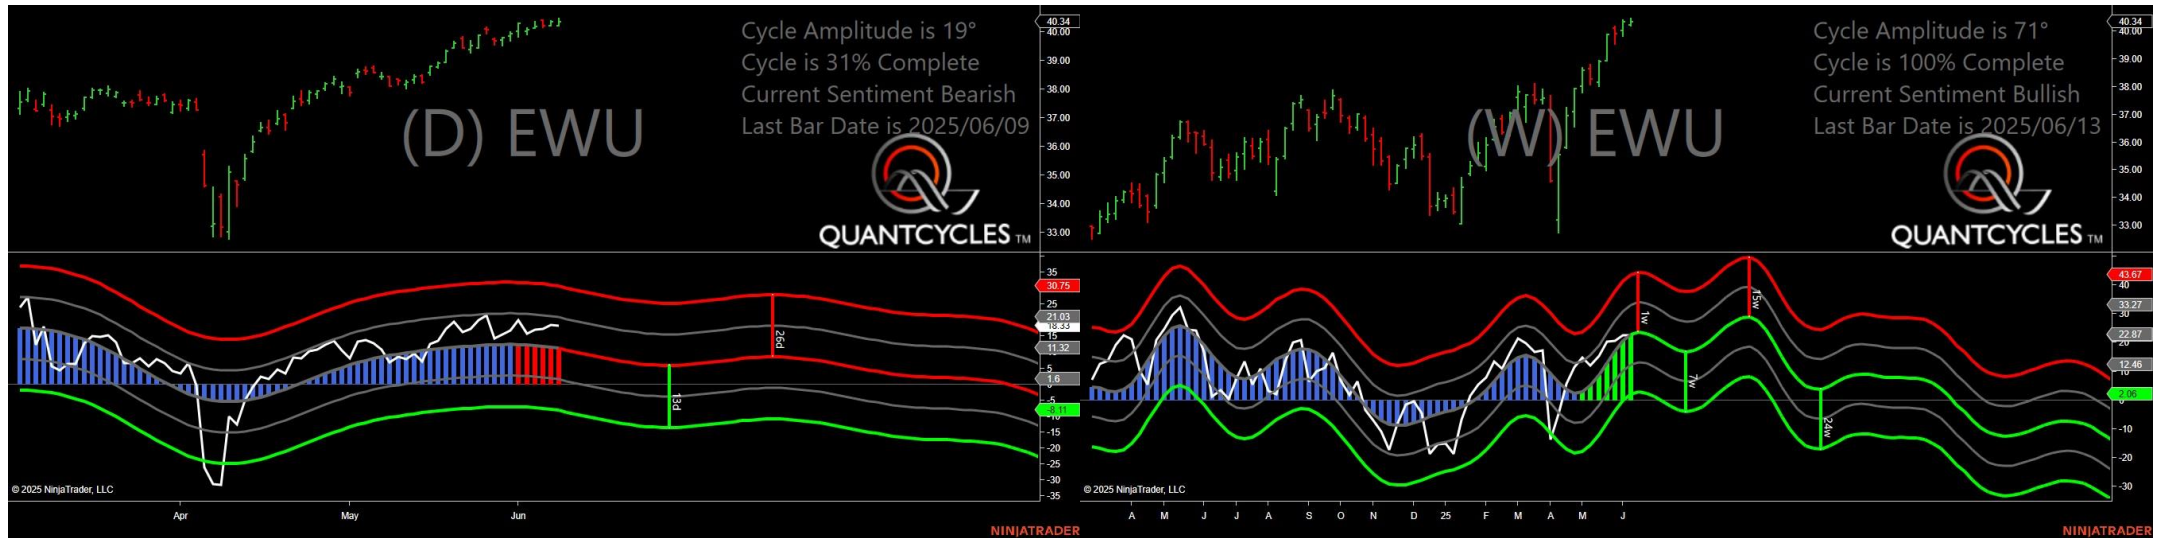 Cycle Amplitude is 19°
Cycle is 31% Complete
Current Sentiment Bearish
Last Bar Date is 2025/06/09
(D) EWU
QUANTCYCLES TM
40.34
40.00
39.00
38.00
37.00
36.00
35.00
34.00
33.00
35
30.75
25
21.03
18.33
15
11.32
5
1.6
-5
-8.11
-15
-20
-25
-30
-35
26d
13d
© 2025 NinjaTrader, LLC
Apr May Jun
NINJATRADER
Cycle Amplitude is 71°
Cycle is 100% Complete
Current Sentiment Bullish
Last Bar Date is 2025/06/13
(W) EWU
QUANTCYCLES TM
40.34
40.00
39.00
38.00
37.00
36.00
35.00
34.00
33.00
43.67
40
33.27
30
22.87
12.46
2.06
-10
-20
-30
1w
15w
7w
24w
© 2025 NinjaTrader, LLC
A M J J A S O N D 25 F M A M J
NINJATRADER